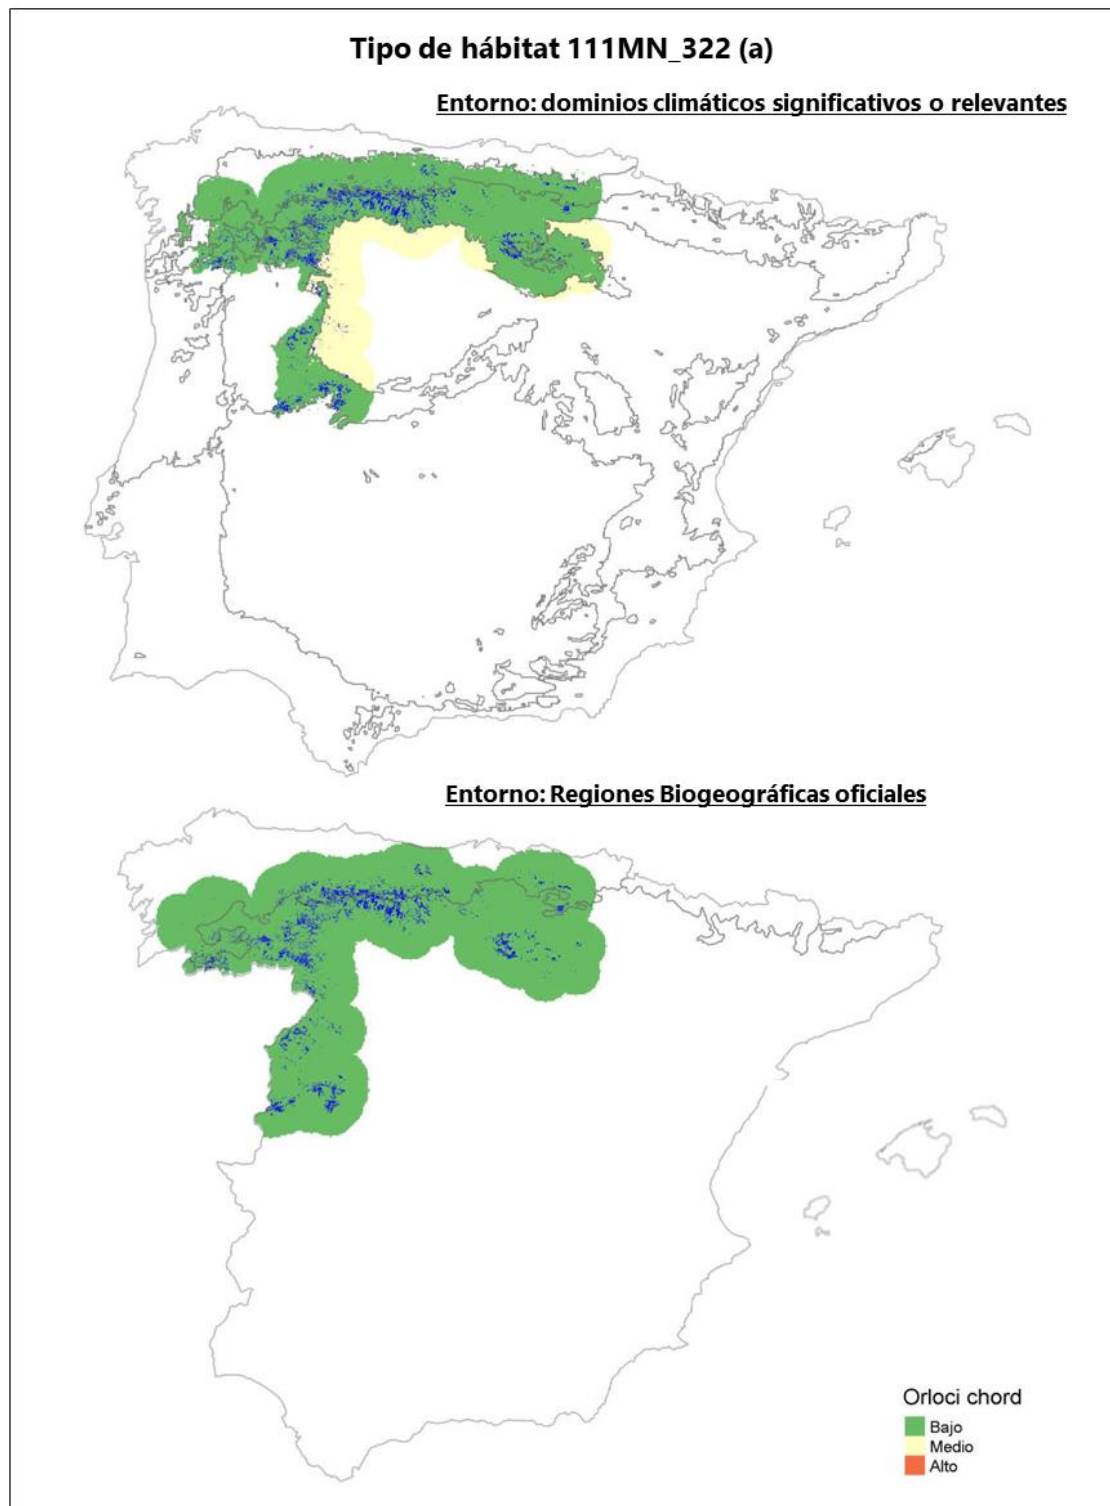 Tipo de hábitat 111MN_322 (a)
Entorno: dominios climáticos significativos o relevantes
Entorno: Regiones Biogeográficas oficiales
Orloci chord
Bajo
Medio
Alto